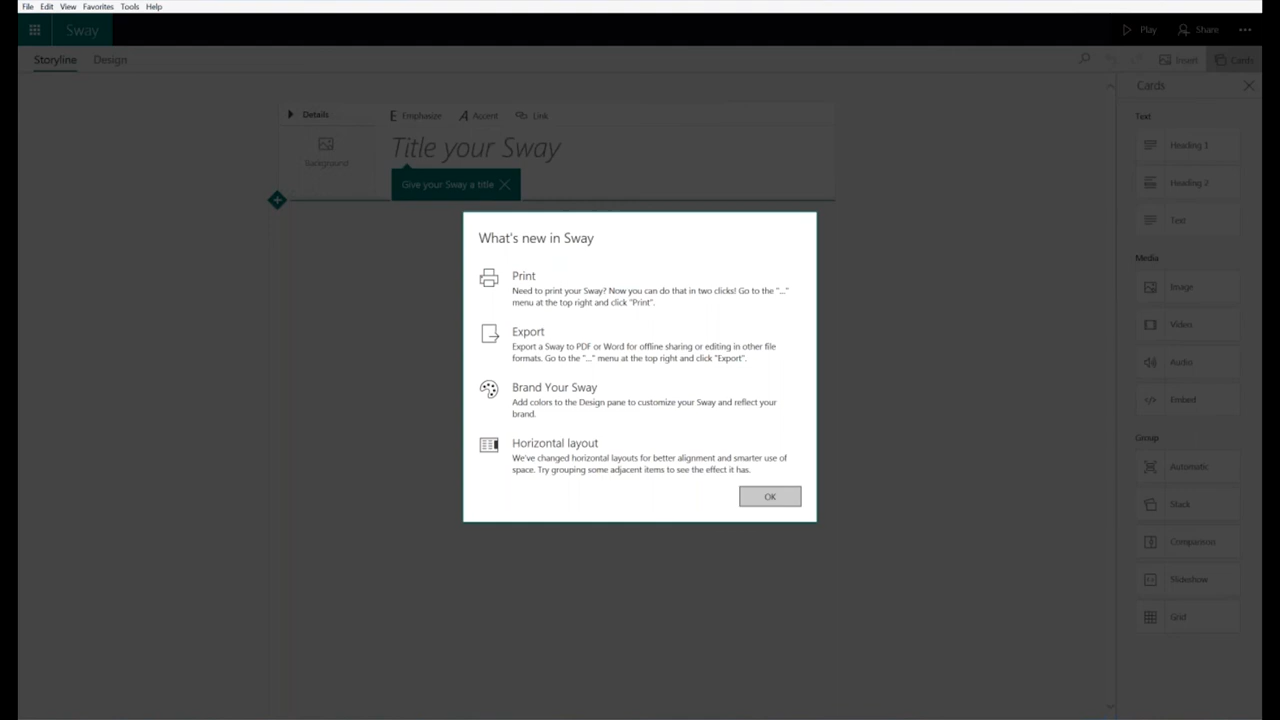 File Edit View Favorites Tools Help
Sway
Play
Share
Storyline
Design
Insert
Cards
Cards
Details
Emphasize
Accent
Link
Background
Title your Sway
Give your Sway a title
Text
Heading 1
Heading 2
Text
Media
Image
Video
Audio
Embed
Group
Automatic
Stack
Comparison
Slideshow
Grid
What's new in Sway
Print
Need to print your Sway? Now you can do that in two clicks! Go to the "..."
menu at the top right and click "Print".
Export
Export a Sway to PDF or Word for offline sharing or editing in other file
formats. Go to the "..." menu at the top right and click "Export".
Brand Your Sway
Add colors to the Design pane to customize your Sway and reflect your
brand.
Horizontal layout
We've changed horizontal layouts for better alignment and smarter use of
space. Try grouping some adjacent items to see the effect it has.
OK